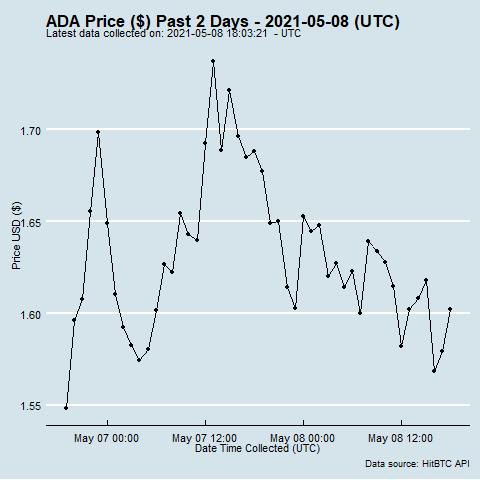 ADA Price ($) Past 2 Days - 2021-05-08 (UTC)
Latest data collected on: 2021-05-08 18:03:21 - UTC
1.70
1.65
1.60
1.55
Price USD ($)
May 07 00:00
May 07 12:00
May 08 00:00
May 08 12:00
Date Time Collected (UTC)
Data source: HitBTC API